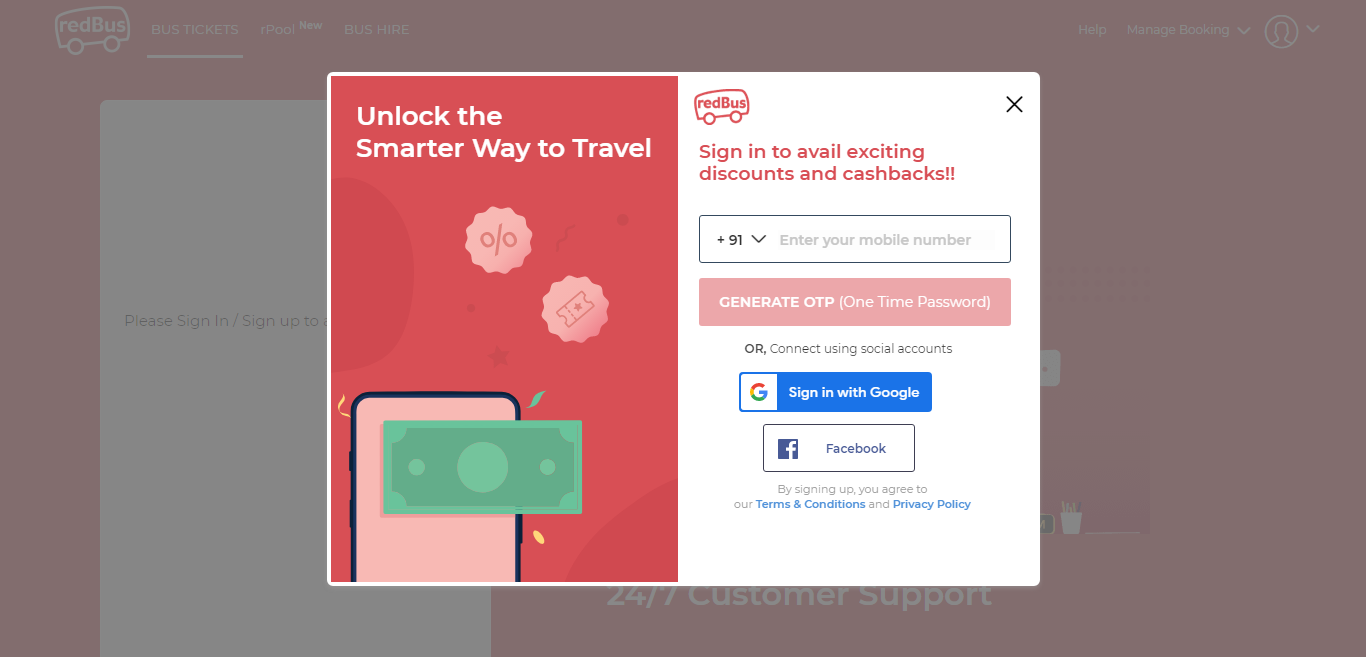 redBus
BUS TICKETS
rPool New
BUS HIRE
Help
Manage Booking
Unlock the
Smarter Way to Travel
%
redBus
Sign in to avail exciting
discounts and cashbacks!!
+ 91
Enter your mobile number
GENERATE OTP (One Time Password)
OR, Connect using social accounts
G
Sign in with Google
f
Facebook
By signing up, you agree to
our Terms & Conditions and Privacy Policy
Please Sign In / Sign up to
24/7 Customer Support